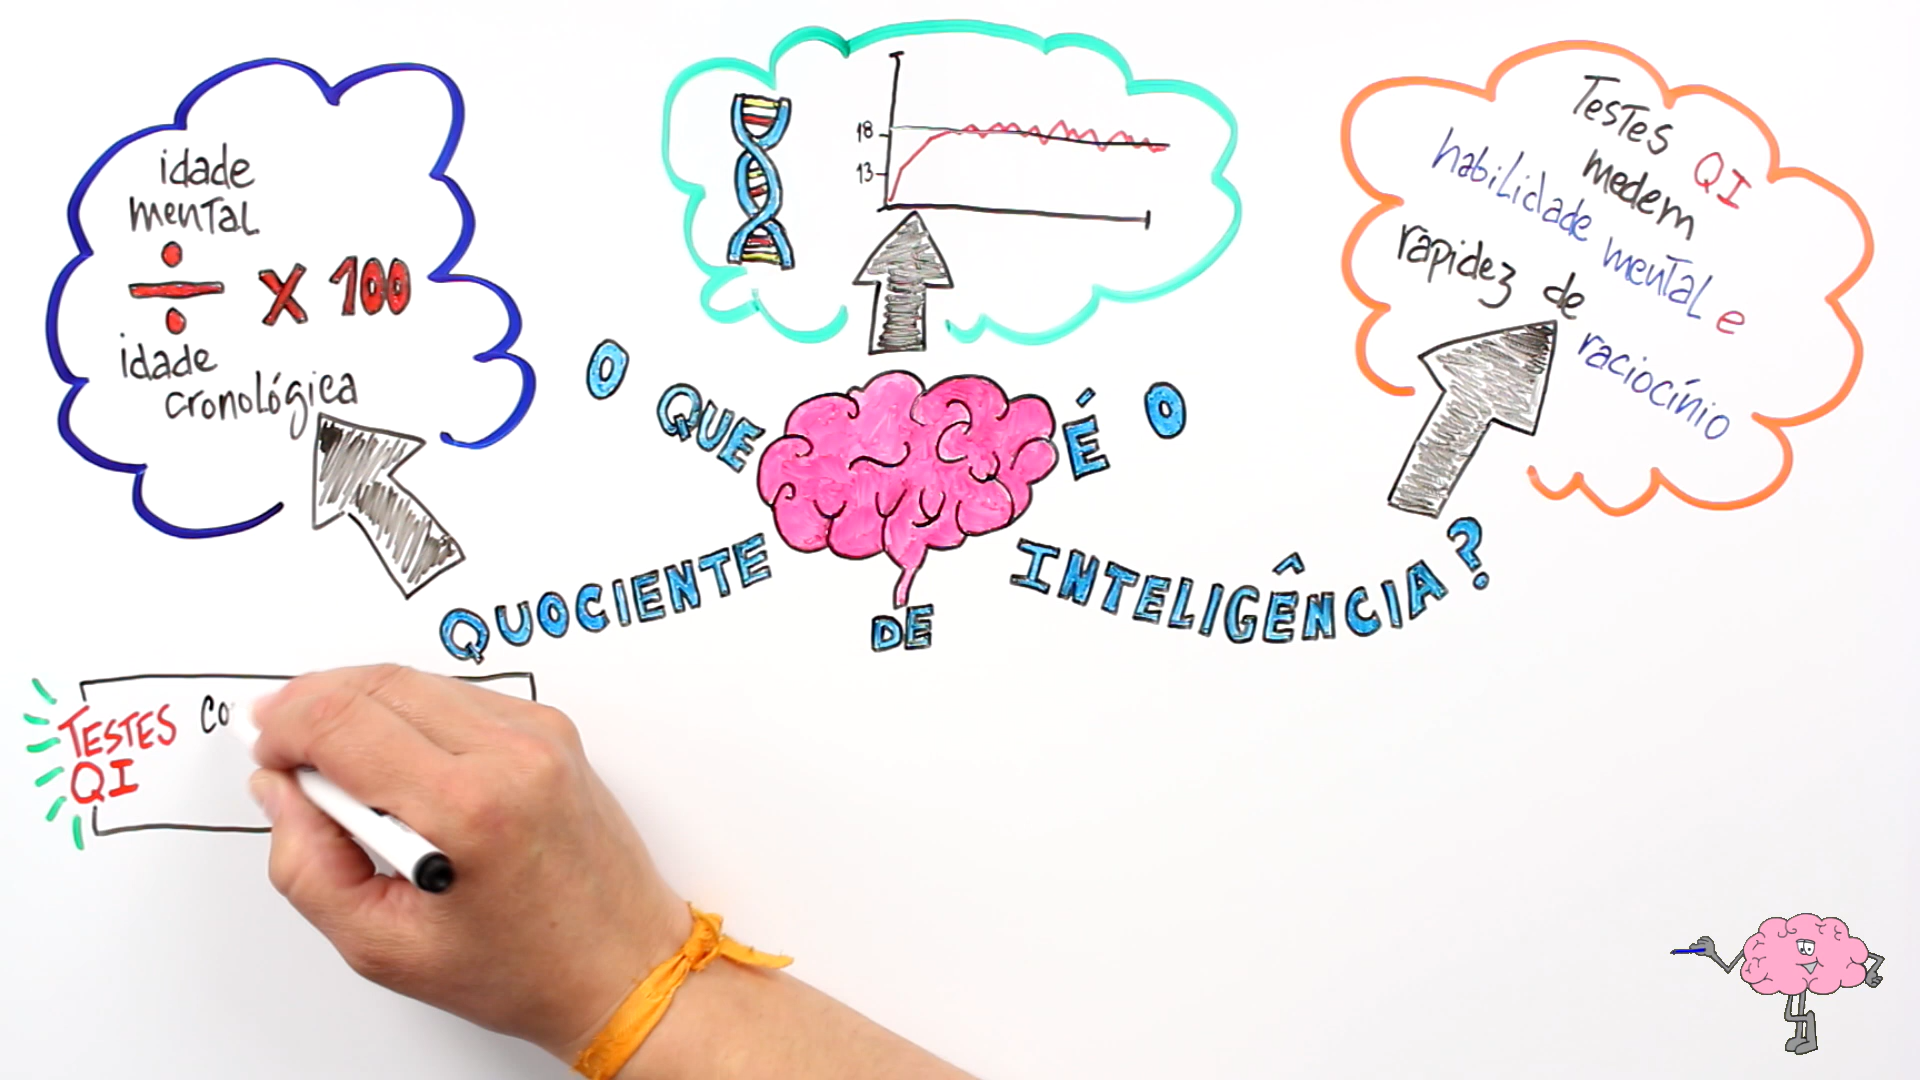 idade
mental
÷ x 100
idade
cronológica
18
13
Testes QI
medem
habilidade mental e
rapidez de
raciocínio
O QUE É O
QUOCIENTE DE INTELIGÊNCIA?
TESTES CO
QI